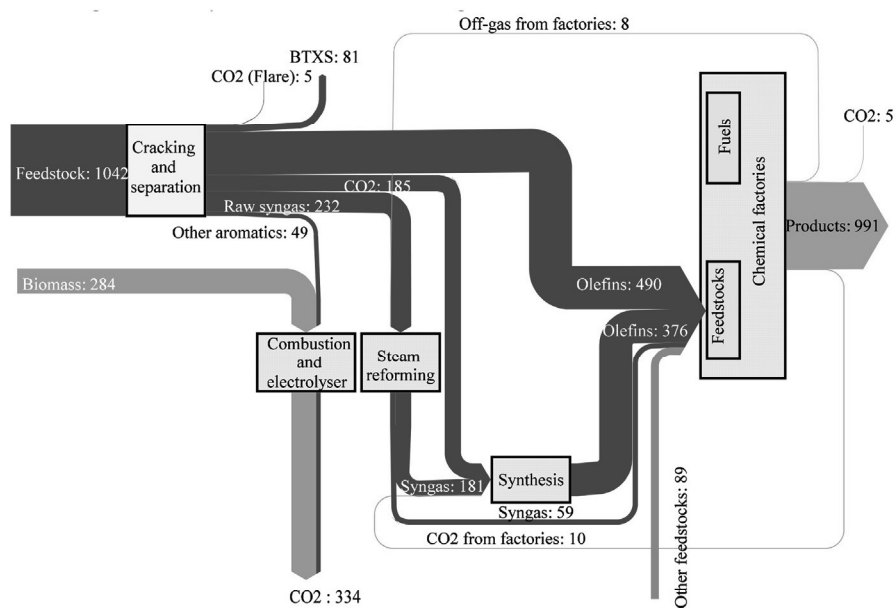 Off-gas from factories: 8
BTXS: 81
CO2 (Flare): 5
CO2: 5
Feedstock: 1042
Cracking
and
separation
Fuels
Chemical factories
CO2: 185
Raw syngas: 232
Other aromatics: 49
Products: 991
Biomass: 284
Olefins: 490
Feedstocks
Olefins: 376
Combustion
and
electrolyser
Steam
reforming
Syngas: 181
Synthesis
Syngas: 59
Other feedstocks: 89
CO2 from factories: 10
CO2 : 334